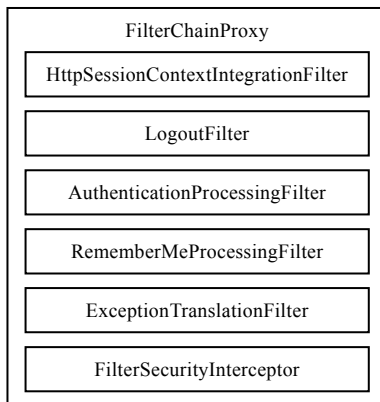 FilterChainProxy
HttpSessionContextIntegrationFilter
LogoutFilter
AuthenticationProcessingFilter
RememberMeProcessingFilter
ExceptionTranslationFilter
FilterSecurityInterceptor